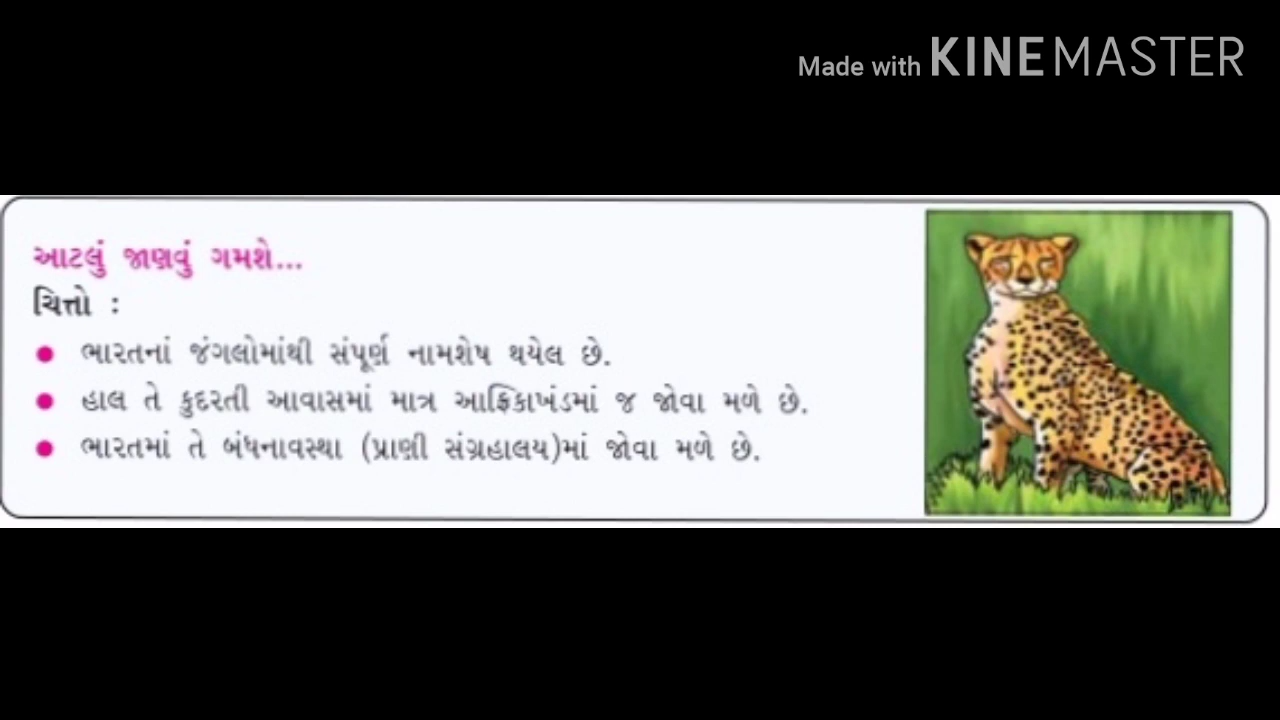 Made with KINEMASTER
આટલું જાણવું ગમશે...
ચિત્તો :
● ભારતનાં જંગલોમાંથી સંપૂર્ણ નામશેષ થયેલ છે.
● હાલ તે કુદરતી આવાસમાં માત્ર આફ્રિકાખંડમાં જ જોવા મળે છે.
● ભારતમાં તે બંધનાવસ્થા (પ્રાણી સંગ્રહાલય)માં જોવા મળે છે.